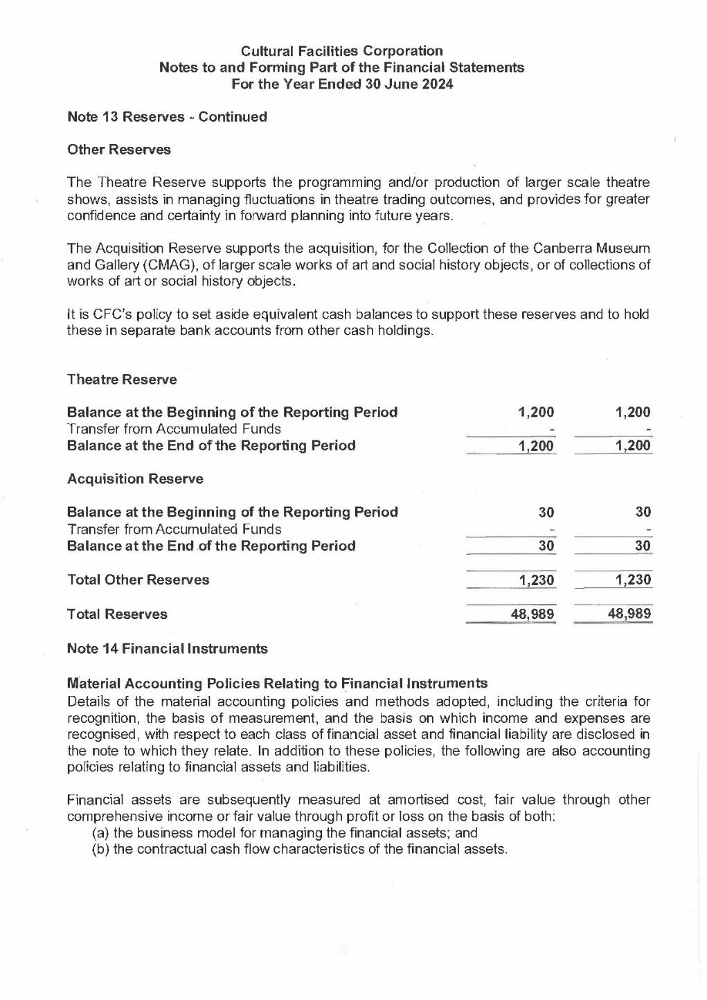 Cultural Facilities Corporation
Notes to and Forming Part of the Financial Statements
For the Year Ended 30 June 2024
Note 13 Reserves - Continued
Other Reserves
The Theatre Reserve supports the programming and/or production of larger scale theatre
shows, assists in managing fluctuations in theatre trading outcomes, and provides for greater
confidence and certainty in forward planning into future years.
The Acquisition Reserve supports the acquisition, for the Collection of the Canberra Museum
and Gallery (CMAG), of larger scale works of art and social history objects, or of collections of
works of art or social history objects.
It is CFC's policy to set aside equivalent cash balances to support these reserves and to hold
these in separate bank accounts from other cash holdings.
Theatre Reserve
Balance at the Beginning of the Reporting Period 1,200 1,200
Transfer from Accumulated Funds - -
Balance at the End of the Reporting Period 1,200 1,200
Acquisition Reserve
Balance at the Beginning of the Reporting Period 30 30
Transfer from Accumulated Funds - -
Balance at the End of the Reporting Period 30 30
Total Other Reserves 1,230 1,230
Total Reserves 48,989 48,989
Note 14 Financial Instruments
Material Accounting Policies Relating to Financial Instruments
Details of the material accounting policies and methods adopted, including the criteria for
recognition, the basis of measurement, and the basis on which income and expenses are
recognised, with respect to each class of financial asset and financial liability are disclosed in
the note to which they relate. In addition to these policies, the following are also accounting
policies relating to financial assets and liabilities.
Financial assets are subsequently measured at amortised cost, fair value through other
comprehensive income or fair value through profit or loss on the basis of both:
(a) the business model for managing the financial assets; and
(b) the contractual cash flow characteristics of the financial assets.